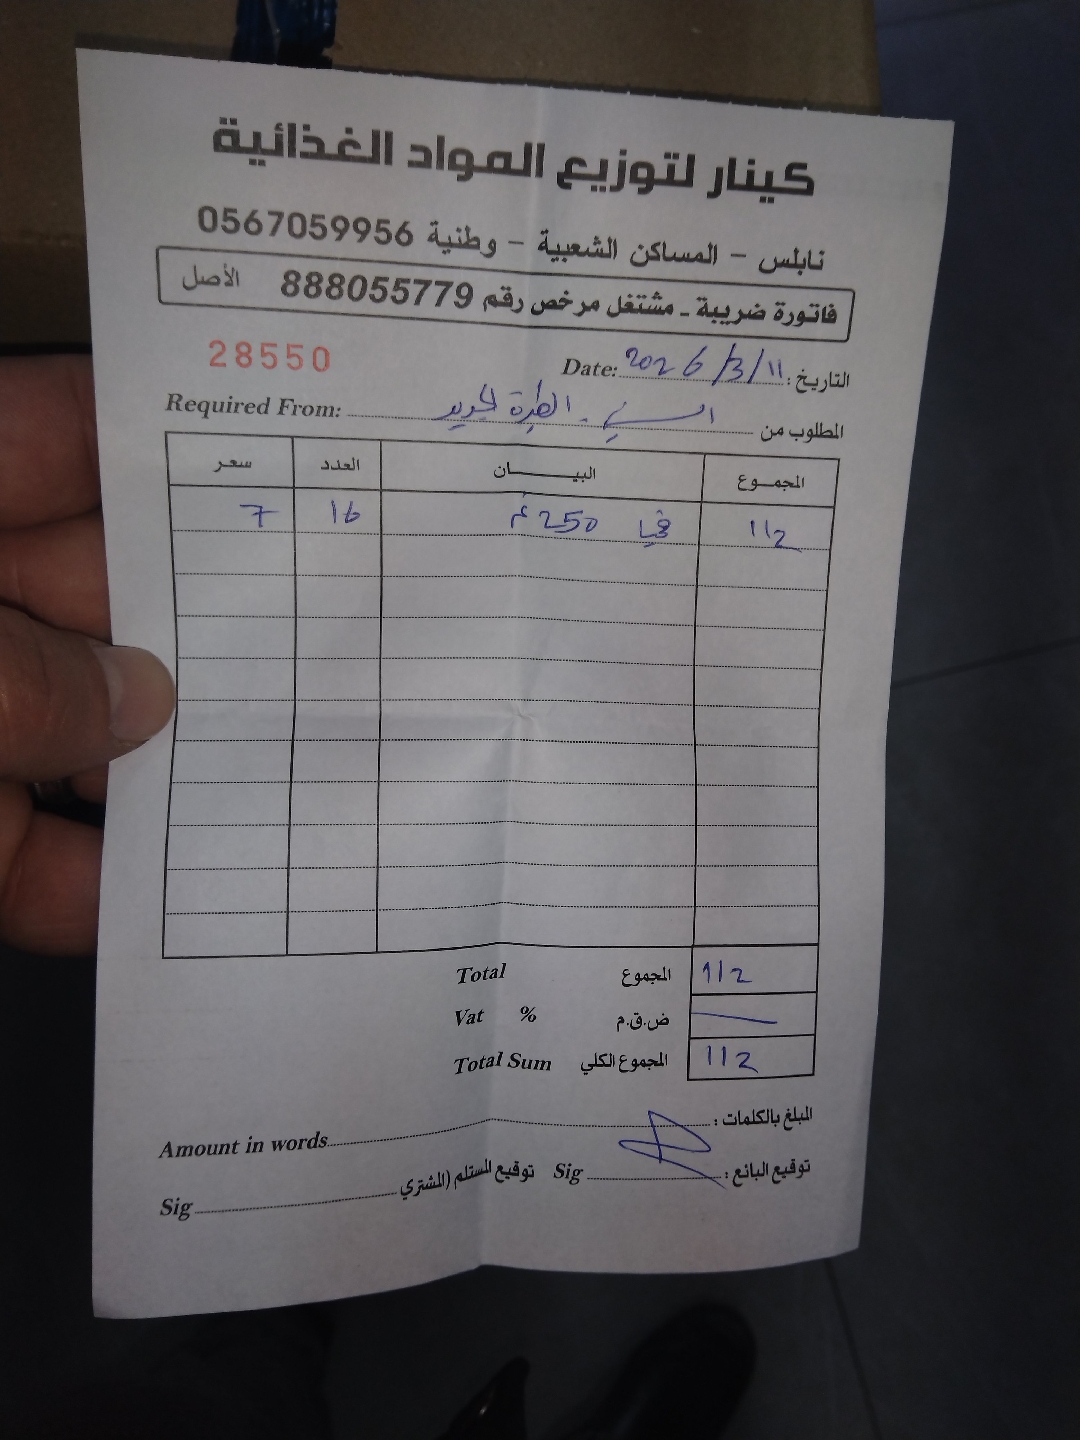 كينار لتوزيع المواد الغذائية
نابلس – المساكن الشعبية – وطنية 0567059956
فاتورة ضريبة ـ مشتغل مرخص رقم 888055779 الأصل
28550
التاريخ: 2026/3/11 Date:
المطلوب من Required From:
المجموع البيـــان العدد سعر
112 250 غم 16 7
112 المجموع Total
ض.ق.م % Vat
112 المجموع الكلي Total Sum
المبلغ بالكلمات : Amount in words
توقيع البائع : Sig توقيع المستلم (المشتري Sig